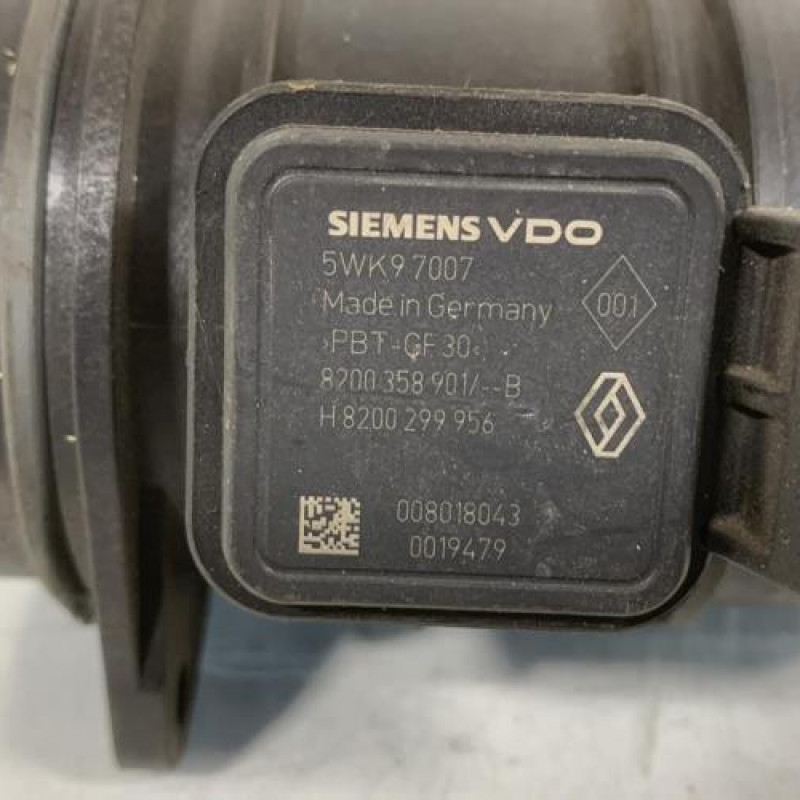 SIEMENS VDO
5WK9 7007
Made in Germany
001
›PBT-GF30‹
8200 358 901/--B
H 8200 299 956
008018043
0019479